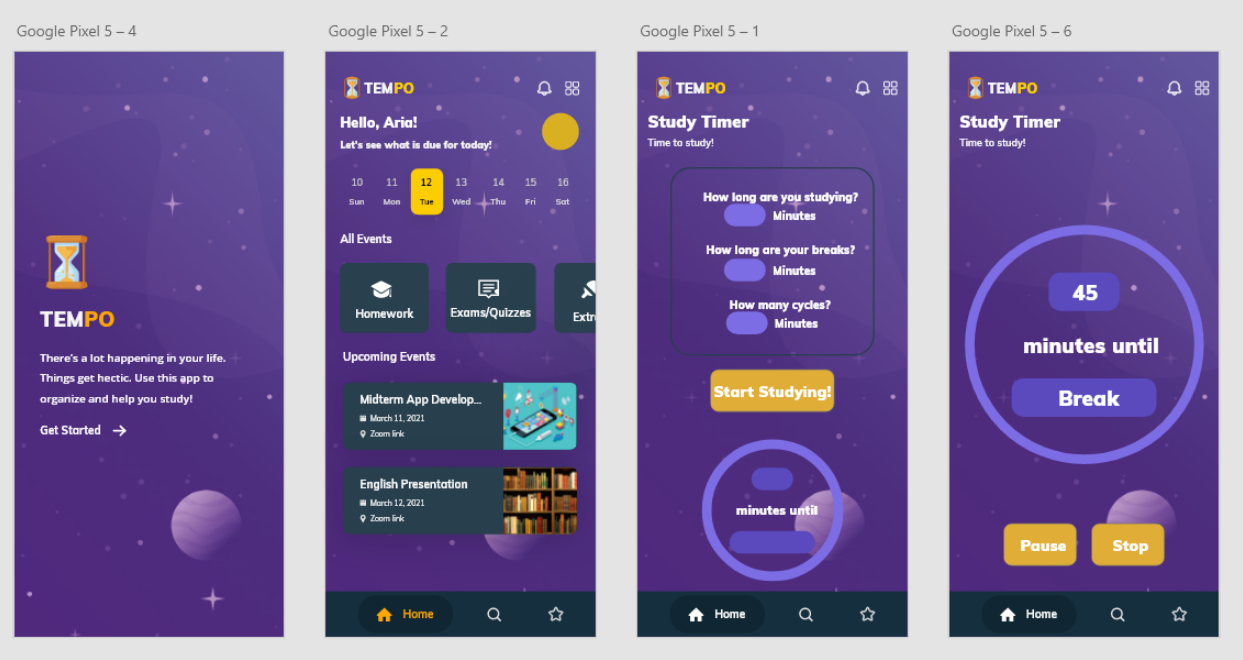 Google Pixel 5 – 4
TEMPO
There's a lot happening in your life.
Things get hectic. Use this app to
organize and help you study!
Get Started
Google Pixel 5 – 2
TEMPO
Hello, Aria!
Let's see what is due for today!
10 11 12 13 14 15 16
Sun Mon Tue Wed Thu Fri Sat
All Events
Homework
Exams/Quizzes
Extr
Upcoming Events
Midterm App Develop...
March 11, 2021
Zoom link
English Presentation
March 12, 2021
Zoom link
Home
Google Pixel 5 – 1
TEMPO
Study Timer
Time to study!
How long are you studying?
Minutes
How long are your breaks?
Minutes
How many cycles?
Minutes
Start Studying!
minutes until
Home
Google Pixel 5 – 6
TEMPO
Study Timer
Time to study!
45
minutes until
Break
Pause
Stop
Home